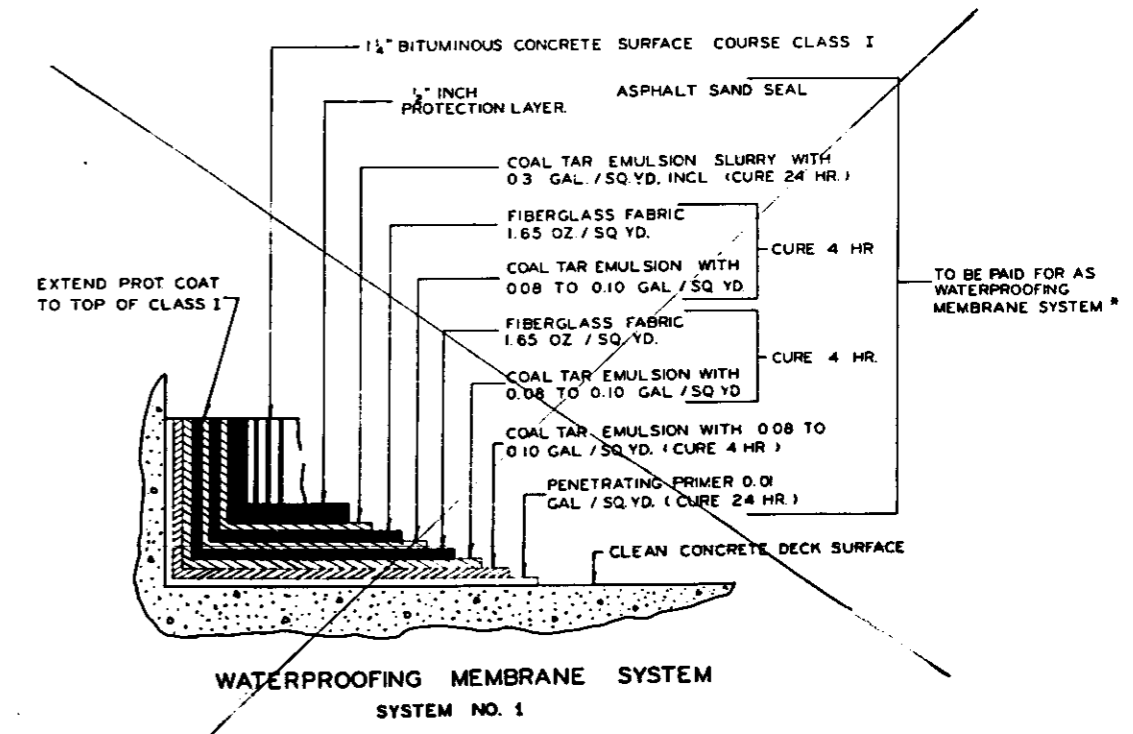 1¼" BITUMINOUS CONCRETE SURFACE COURSE CLASS I
½" INCH
PROTECTION LAYER.
ASPHALT SAND SEAL
COAL TAR EMULSION SLURRY WITH
0.3 GAL. / SQ.YD. INCL (CURE 24 HR.)
FIBERGLASS FABRIC
1.65 OZ / SQ YD.
CURE 4 HR
COAL TAR EMULSION WITH
0.08 TO 0.10 GAL / SQ YD.
EXTEND PROT. COAT
TO TOP OF CLASS I
TO BE PAID FOR AS
WATERPROOFING
MEMBRANE SYSTEM *
FIBERGLASS FABRIC
1.65 OZ / SQ. YD.
CURE 4 HR.
COAL TAR EMULSION WITH
0.08 TO 0.10 GAL / SQ YD
COAL TAR EMULSION WITH 0.08 TO
0.10 GAL / SQ.YD. (CURE 4 HR)
PENETRATING PRIMER 0.01
GAL / SQ.YD. (CURE 24 HR.)
CLEAN CONCRETE DECK SURFACE
WATERPROOFING MEMBRANE SYSTEM
SYSTEM NO. 1